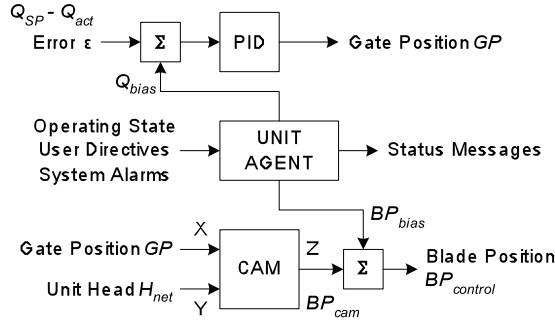 Q_SP - Q_act
Error ε
Σ
PID
Gate Position GP
Q_bias
Operating State
User Directives
System Alarms
UNIT
AGENT
Status Messages
BP_bias
Gate Position GP
X
Unit Head H_net
Y
CAM
Z
BP_cam
Σ
Blade Position
BP_control